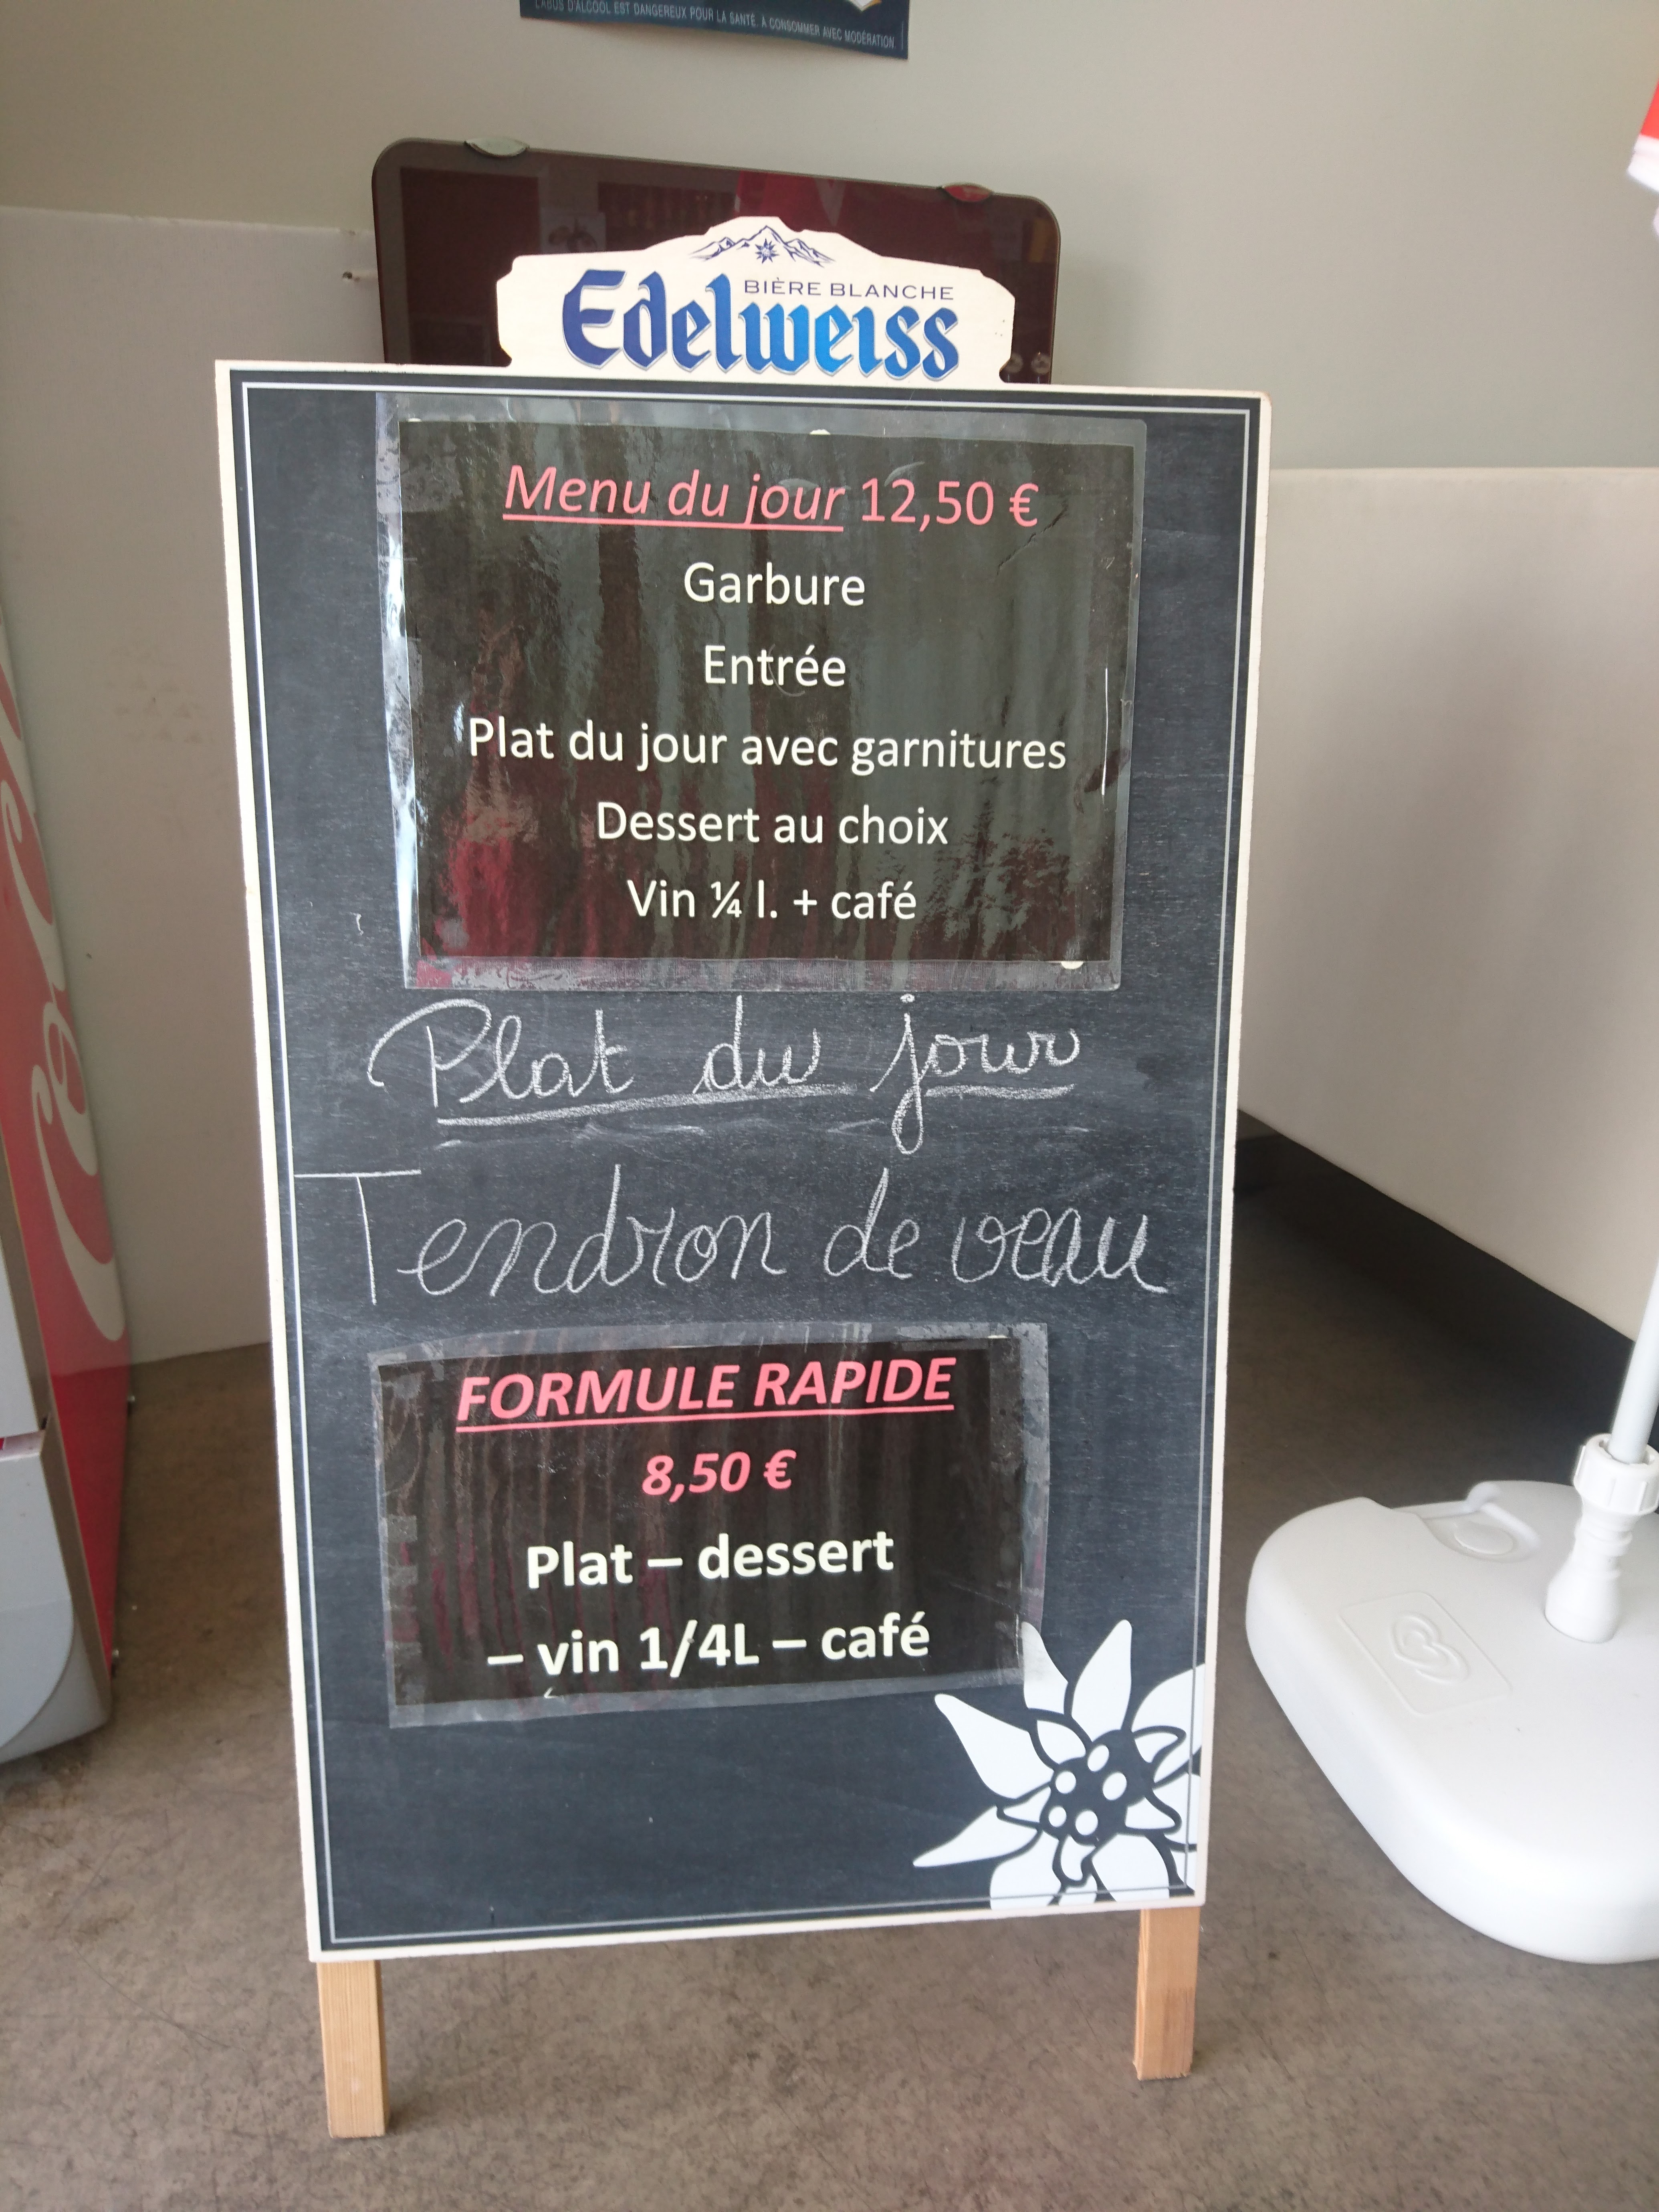 L'ABUS D'ALCOOL EST DANGEREUX POUR LA SANTÉ. À CONSOMMER AVEC MODÉRATION
BIÈRE BLANCHE
Edelweiss
Menu du jour 12,50 €
Garbure
Entrée
Plat du jour avec garnitures
Dessert au choix
Vin ¼ l. + café
Plat du jour
Tendron de veau
FORMULE RAPIDE
8,50 €
Plat – dessert
– vin 1/4L – café